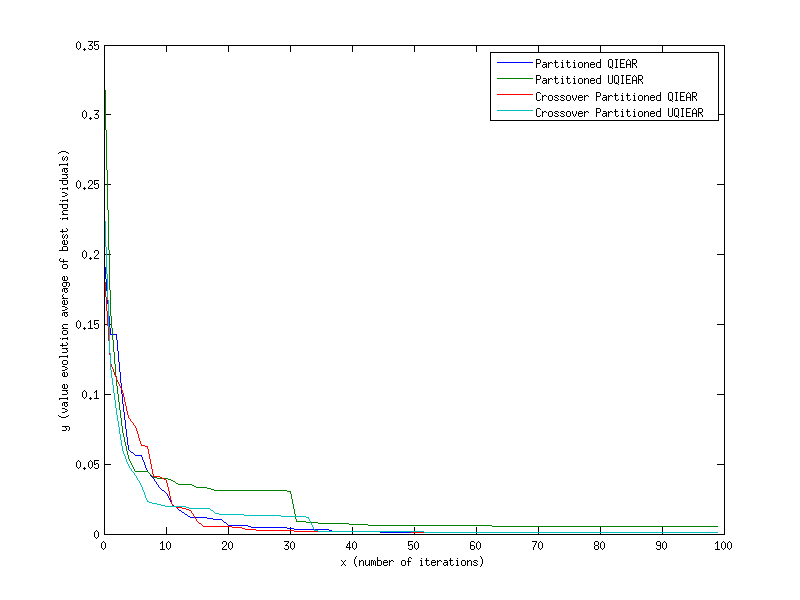 0.35
0.3
0.25
0.2
0.15
0.1
0.05
0
y (value evolution average of best individuals)
Partitioned QIEAR
Partitioned UQIEAR
Crossover Partitioned QIEAR
Crossover Partitioned UQIEAR
0 10 20 30 40 50 60 70 80 90 100
x (number of iterations)